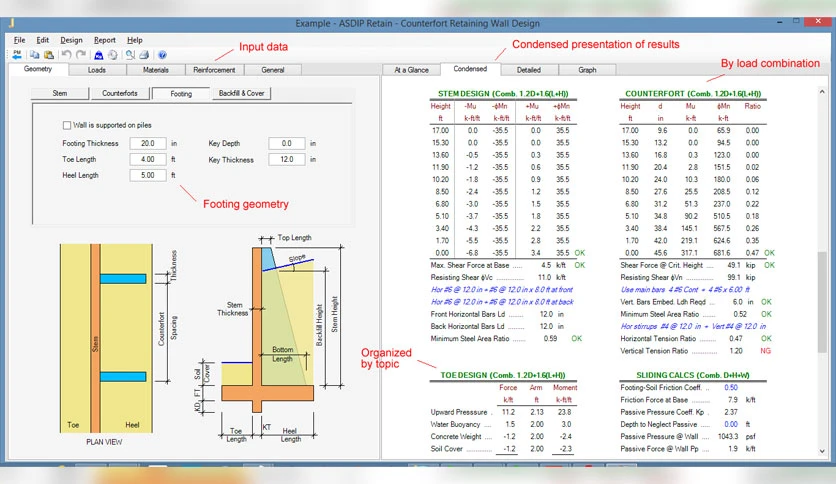 Example - ASDIP Retain - Counterfort Retaining Wall Design
File Edit Design Report Help
Input data
Condensed presentation of results
By load combination
Geometry Loads Materials Reinforcement General
At a Glance Condensed Detailed Graph
Stem Counterforts Footing Backfill & Cover
Wall is supported on piles
Footing Thickness 20.0 in Key Depth 0.0 in
Toe Length 4.00 ft Key Thickness 12.0 in
Heel Length 5.00 ft
Footing geometry
Top Length
Slope
Thickness
Counterfort
Spacing
Stem
Toe Heel
PLAN VIEW
Stem
Thickness
Backfill Height
Stem Height
Bottom
Length
Soil
Cover
FT
KD
KT
Toe
Length
Heel
Length
Organized
by topic
STEM DESIGN (Comb. 1.2D+1.6(L+H))
Height -Mu -ϕMn +Mu +ϕMn
ft k-ft/ft k-ft/ft k-ft/ft k-ft/ft
17.00 0.0 -35.5 0.0 35.5
15.30 0.0 -35.5 0.0 35.5
13.60 -0.5 -35.5 0.3 35.5
11.90 -1.2 -35.5 0.6 35.5
10.20 -1.8 -35.5 0.9 35.5
8.50 -2.4 -35.5 1.2 35.5
6.80 -3.0 -35.5 1.5 35.5
5.10 -3.7 -35.5 1.8 35.5
3.40 -4.3 -35.5 2.2 35.5
1.70 -5.5 -35.5 2.8 35.5
0.00 -6.8 -35.5 3.4 35.5 OK
Max. Shear Force at Base ..... 4.5 k/ft OK
Resisting Shear ϕVc ............... 11.0 k/ft
Hor #6 @ 12.0 in + #6 @ 12.0 in x 8.0 ft at front
Hor #6 @ 12.0 in + #6 @ 12.0 in x 8.0 ft at back
Front Horizontal Bars Ld ........ 12.0 in
Back Horizontal Bars Ld ........ 12.0 in
Minimum Steel Area Ratio ....... 0.59 OK
TOE DESIGN (Comb. 1.2D+1.6(L+H))
Force Arm Moment
k/ft ft k-ft/ft
Upward Presssure . 11.2 2.13 23.8
Water Buoyancy .. 1.5 2.00 3.0
Concrete Weight .... -1.2 2.00 -2.4
Soil Cover ............. -1.2 2.00 -2.3
COUNTERFORT (Comb. 1.2D+1.6(L+H))
Height d Mu ϕMn Ratio
ft in k-ft k-ft
17.00 9.6 0.0 65.9 0.00
15.30 13.2 0.0 94.5 0.00
13.60 16.8 0.3 123.0 0.00
11.90 20.4 2.8 151.5 0.02
10.20 24.0 10.3 180.0 0.06
8.50 27.6 25.5 208.5 0.12
6.80 31.2 51.3 237.0 0.22
5.10 34.8 90.2 510.5 0.18
3.40 38.4 145.1 567.5 0.26
1.70 42.0 219.1 624.6 0.35
0.00 45.6 317.1 681.6 0.47 OK
Shear Force @ Crit. Height .... 49.1 kip OK
Resisting Shear ϕVn .............. 99.1 kip
Use main bars 4 #6 Cont + 4 #6 x 6.00 ft
Vert. Bars Embed. Ldh Reqd .. 6.0 in OK
Minimum Steel Area Ratio ....... 0.52 OK
Hor stirrups #4 @ 12.0 in + Vert #4 @ 12.0 in
Horizontal Tension Ratio ........ 0.47 OK
Vertical Tension Ratio ............. 1.20 NG
SLIDING CALCS (Comb. D+H+W)
Footing-Soil Friction Coeff. .. 0.50
Friction Force at Base ........ 7.9 k/ft
Passive Pressure Coeff. Kp . 2.37
Depth to Neglect Passive .... 0.00 ft
Passive Pressure @ Wall .... 1043.3 psf
Passive Force @ Wall Pp .. 1.9 k/ft